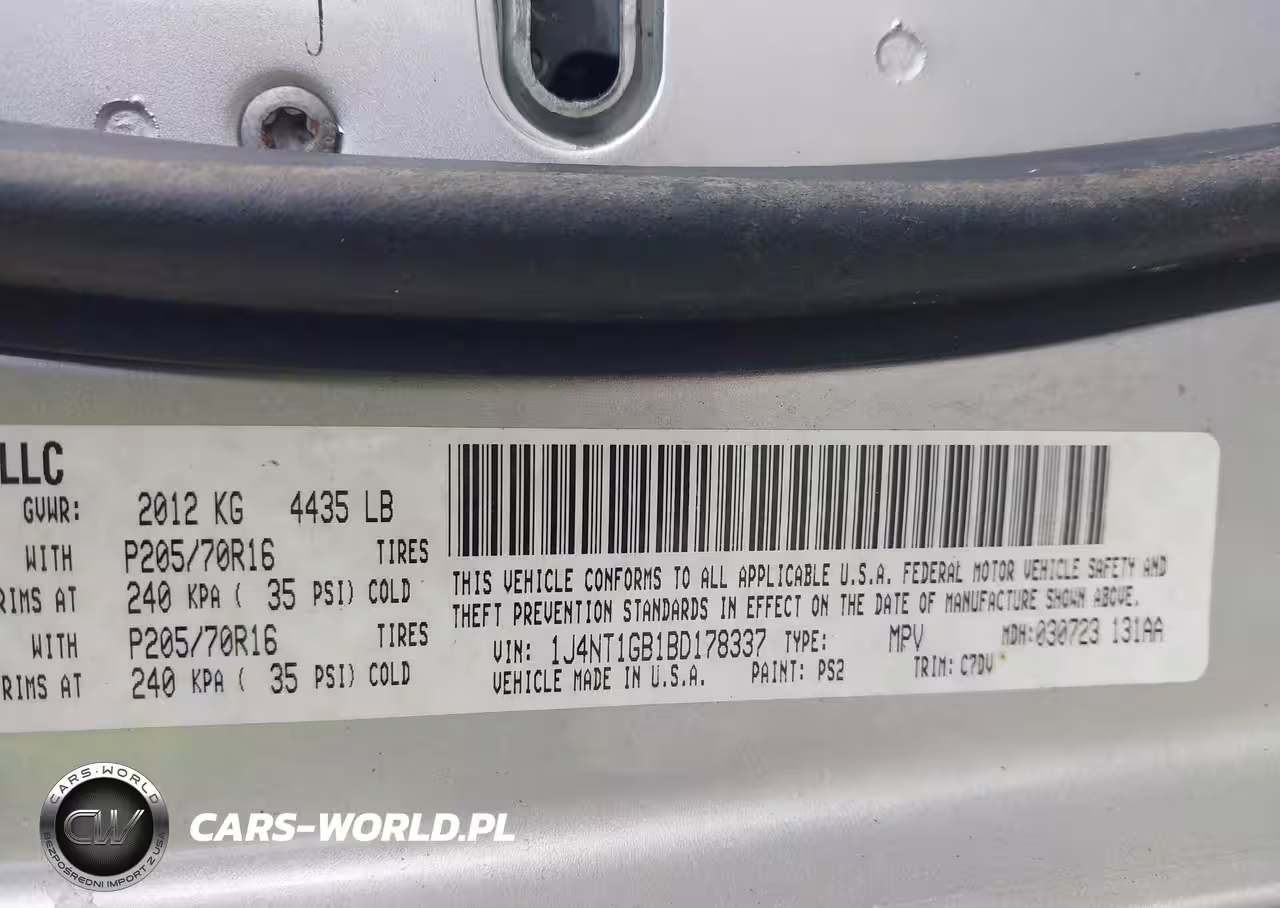 LLC
GVWR: 2012 KG 4435 LB
WITH P205/70R16 TIRES
RIMS AT 240 KPA ( 35 PSI) COLD
WITH P205/70R16 TIRES
RIMS AT 240 KPA ( 35 PSI) COLD
THIS VEHICLE CONFORMS TO ALL APPLICABLE U.S.A. FEDERAL MOTOR VEHICLE SAFETY AND
THEFT PREVENTION STANDARDS IN EFFECT ON THE DATE OF MANUFACTURE SHOWN ABOVE.
VIN: 1J4NT1GB1BD178337 TYPE: MPV MDH:030723 131AA
VEHICLE MADE IN U.S.A. PAINT: PS2 TRIM: C7DV
CARS-WORLD
CW
BEZPOŚREDNI IMPORT Z USA
CARS-WORLD.PL